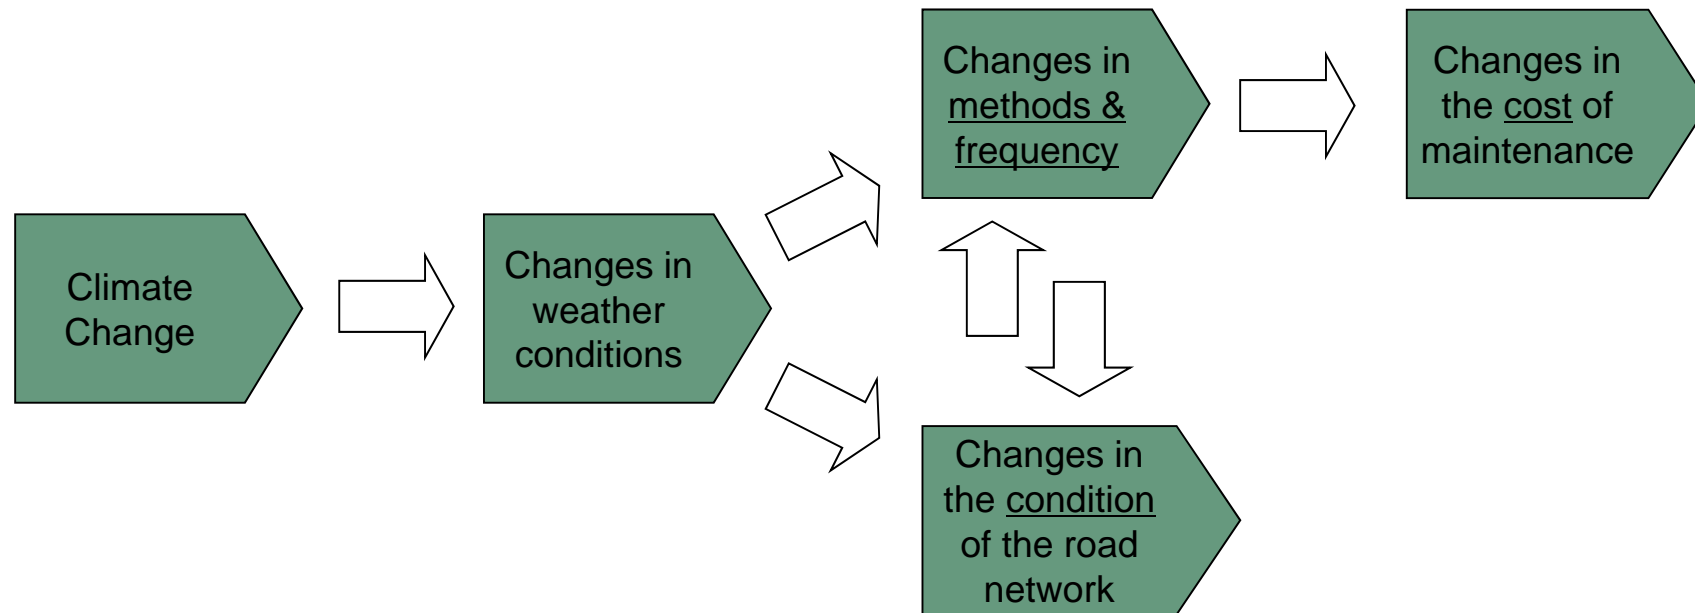 Climate
Change
Changes in
weather
conditions
Changes in
methods &
frequency
Changes in
the cost of
maintenance
Changes in
the condition
of the road
network